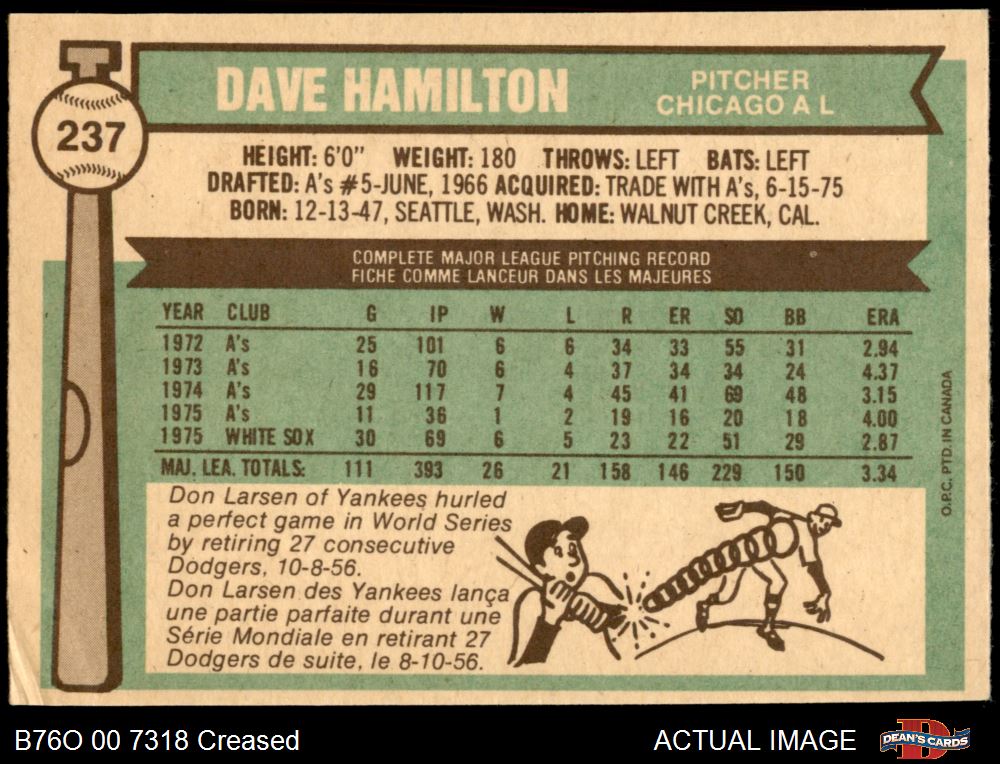 237
DAVE HAMILTON
PITCHER
CHICAGO A L
HEIGHT: 6'0" WEIGHT: 180 THROWS: LEFT BATS: LEFT
DRAFTED: A's #5-JUNE, 1966 ACQUIRED: TRADE WITH A's, 6-15-75
BORN: 12-13-47, SEATTLE, WASH. HOME: WALNUT CREEK, CAL.
COMPLETE MAJOR LEAGUE PITCHING RECORD
FICHE COMME LANCEUR DANS LES MAJEURES
YEAR CLUB G IP W L R ER SO BB ERA
1972 A's 25 101 6 6 34 33 55 31 2.94
1973 A's 16 70 6 4 37 34 34 24 4.37
1974 A's 29 117 7 4 45 41 69 48 3.15
1975 A's 11 36 1 2 19 16 20 18 4.00
1975 WHITE SOX 30 69 6 5 23 22 51 29 2.87
MAJ. LEA. TOTALS: 111 393 26 21 158 146 229 150 3.34
Don Larsen of Yankees hurled
a perfect game in World Series
by retiring 27 consecutive
Dodgers, 10-8-56.
Don Larsen des Yankees lança
une partie parfaite durant une
Série Mondiale en retirant 27
Dodgers de suite, le 8-10-56.
O.P.C. PTD. IN CANADA
B76O 00 7318 Creased
ACTUAL IMAGE
D
DEAN'S CARDS